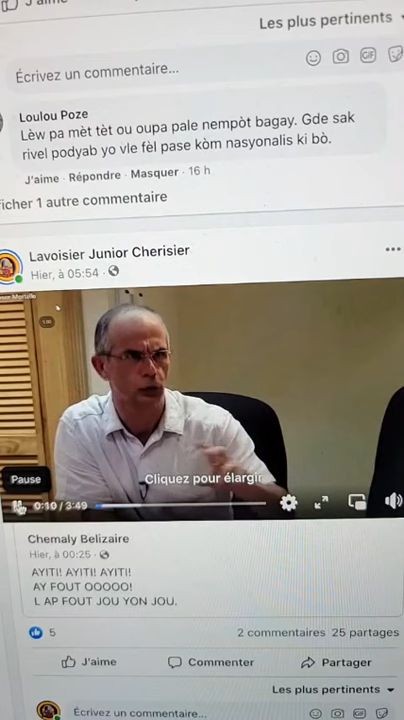 J'aime
Les plus pertinents
Écrivez un commentaire...
GIF
Loulou Poze
Lèw pa mèt tèt ou oupa pale nempòt bagay. Gde sak
rivel podyab yo vle fèl pase kòm nasyonalis ki bò.
J'aime · Répondre · Masquer · 16 h
ficher 1 autre commentaire
Lavoisier Junior Cherisier
Hier, à 05:54 ·
Pause
Cliquez pour élargir
0:10 / 3:49
Chemaly Belizaire
Hier, à 00:25 ·
AYITI! AYITI! AYITI!
AY FOUT OOOOO!
L AP FOUT JOU YON JOU.
5
2 commentaires 25 partages
J'aime
Commenter
Partager
Les plus pertinents
Écrivez un commentaire...
GIF